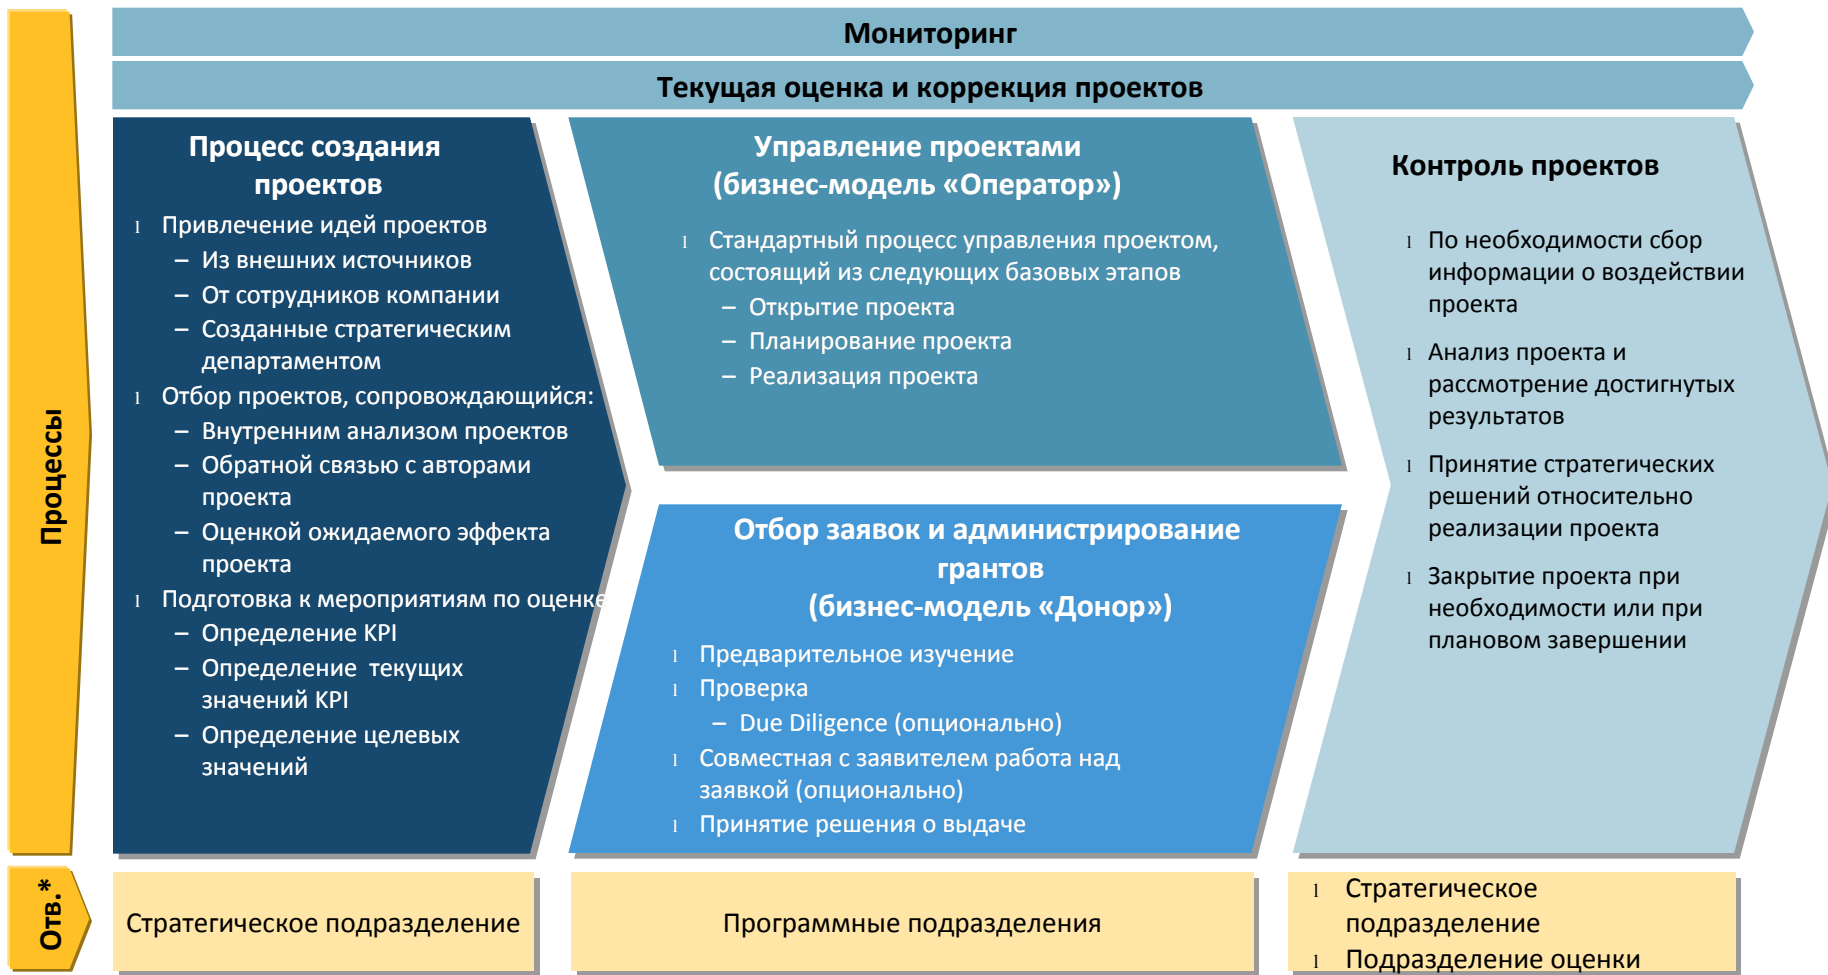 Мониторинг
Текущая оценка и коррекция проектов
Процессы
Процесс создания
проектов
l Привлечение идей проектов
– Из внешних источников
– От сотрудников компании
– Созданные стратегическим
департаментом
l Отбор проектов, сопровождающийся:
– Внутренним анализом проектов
– Обратной связью с авторами
проекта
– Оценкой ожидаемого эффекта
проекта
l Подготовка к мероприятиям по оценке
– Определение KPI
– Определение  текущих
значений KPI
– Определение целевых
значений
Управление проектами
(бизнес-модель «Оператор»)
l Стандартный процесс управления проектом,
состоящий из следующих базовых этапов
– Открытие проекта
– Планирование проекта
– Реализация проекта
Отбор заявок и администрирование
грантов
(бизнес-модель «Донор»)
l Предварительное изучение
l Проверка
– Due Diligence (опционально)
l Совместная с заявителем работа над
заявкой (опционально)
l Принятие решения о выдаче
Контроль проектов
l По необходимости сбор
информации о воздействии
проекта
l Анализ проекта и
рассмотрение достигнутых
результатов
l Принятие стратегических
решений относительно
реализации проекта
l Закрытие проекта при
необходимости или при
плановом завершении
Отв.*
Стратегическое подразделение
Программные подразделения
l Стратегическое
подразделение
l Подразделение оценки